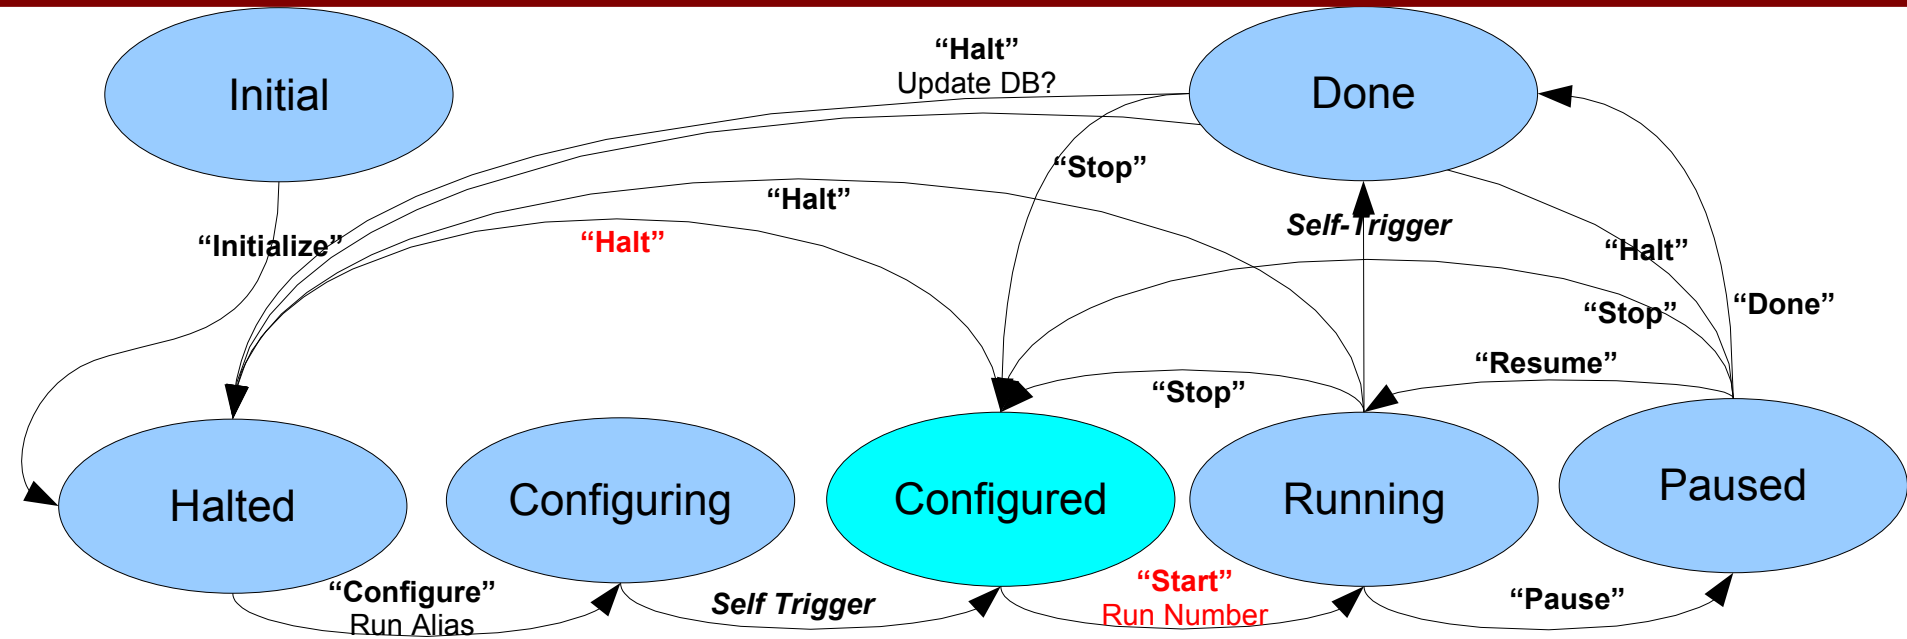 “Halt”
Update DB?
Initial
Done
“Stop”
“Halt”
Self-Trigger
“Initialize”
“Halt”
“Halt”
“Stop”
“Done”
“Resume”
“Stop”
Halted
Configuring
Configured
Running
Paused
“Configure”
Run Alias
Self Trigger
“Start”
Run Number
“Pause”